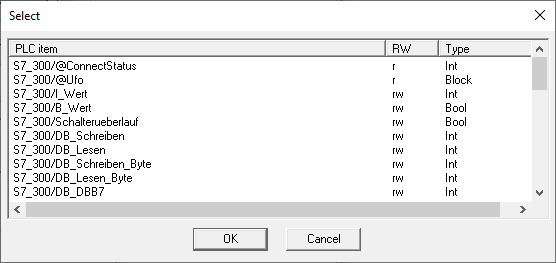 Select
PLC item RW Type
S7_300/@ConnectStatus r Int
S7_300/@Ufo r Block
S7_300/I_Wert rw Int
S7_300/B_Wert rw Bool
S7_300/Schalterueberlauf rw Bool
S7_300/DB_Schreiben rw Int
S7_300/DB_Lesen rw Int
S7_300/DB_Schreiben_Byte rw Int
S7_300/DB_Lesen_Byte rw Int
S7_300/DB_DBB7 rw Int
OK Cancel